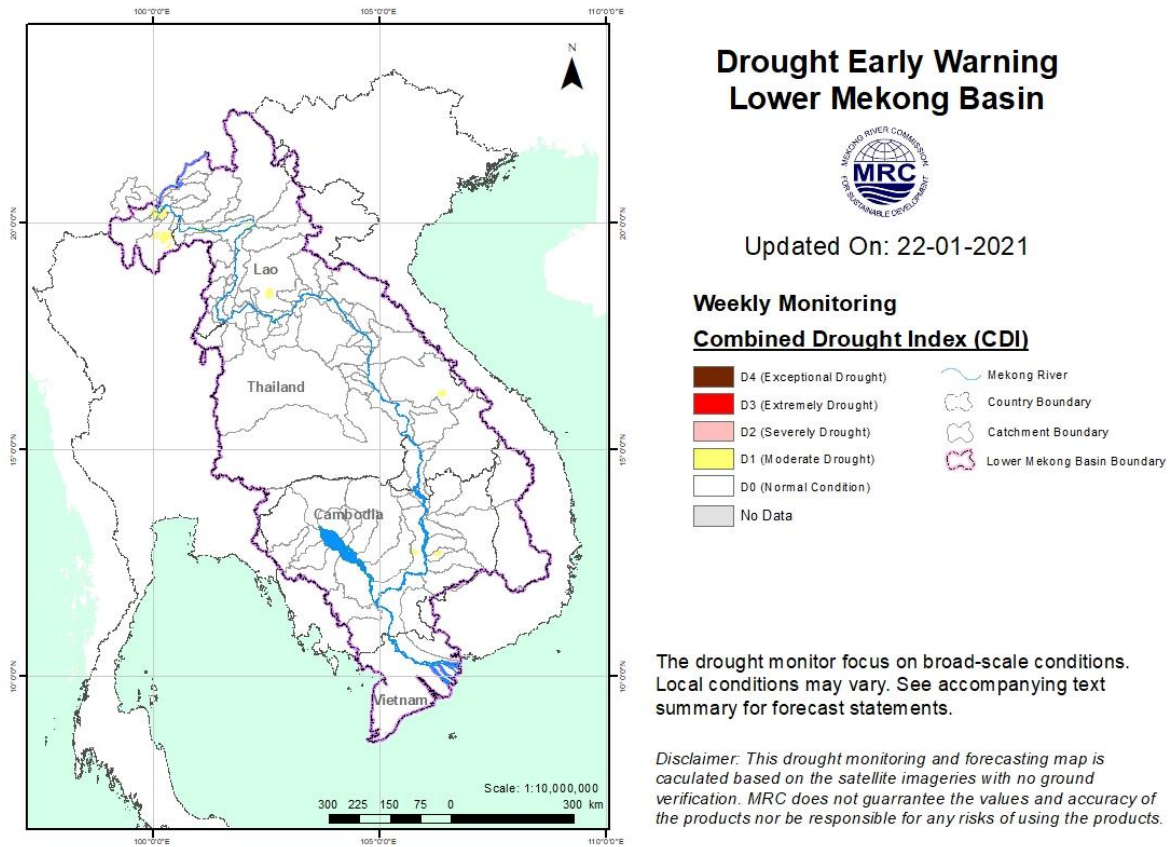 100°0'0"E
105°0'0"E
110°0'0"E
20°0'0"N
15°0'0"N
10°0'0"N
N
Lao
Thailand
Cambodia
Vietnam
20°0'0"N
15°0'0"N
10°0'0"N
Scale: 1:10,000,000
300 225 150 75 0 300 km
100°0'0"E
105°0'0"E
110°0'0"E
Drought Early Warning
Lower Mekong Basin
MEKONG RIVER COMMISSION
MRC
FOR SUSTAINABLE DEVELOPMENT
Updated On: 22-01-2021
Weekly Monitoring
Combined Drought Index (CDI)
D4 (Exceptional Drought)
D3 (Extremely Drought)
D2 (Severely Drought)
D1 (Moderate Drought)
D0 (Normal Condition)
No Data
Mekong River
Country Boundary
Catchment Boundary
Lower Mekong Basin Boundary
The drought monitor focus on broad-scale conditions.
Local conditions may vary. See accompanying text
summary for forecast statements.
Disclaimer: This drought monitoring and forecasting map is
caculated based on the satellite imageries with no ground
verification. MRC does not guarrantee the values and accuracy of
the products nor be responsible for any risks of using the products.